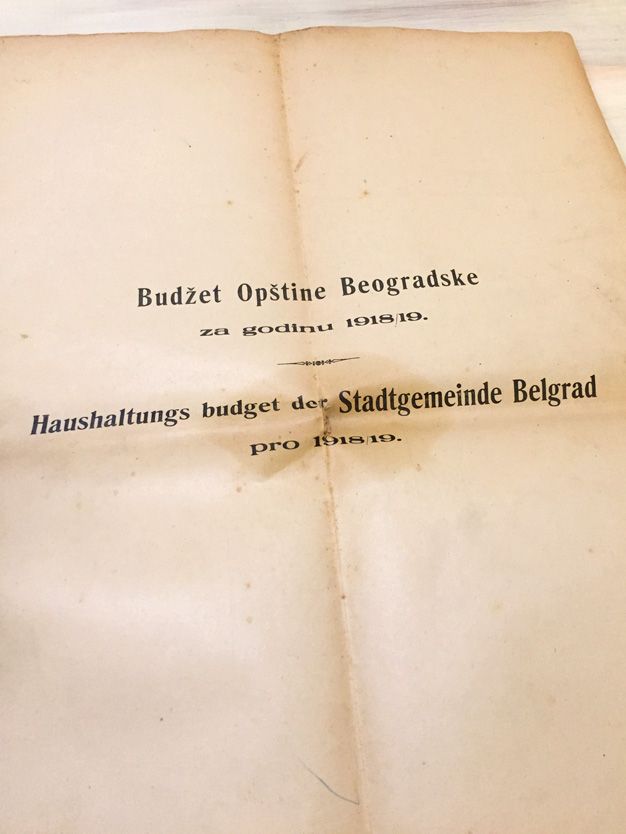 Budžet Opštine Beogradske
za godinu 1918/19.
Haushaltungs budget der Stadtgemeinde Belgrad
pro 1918/19.